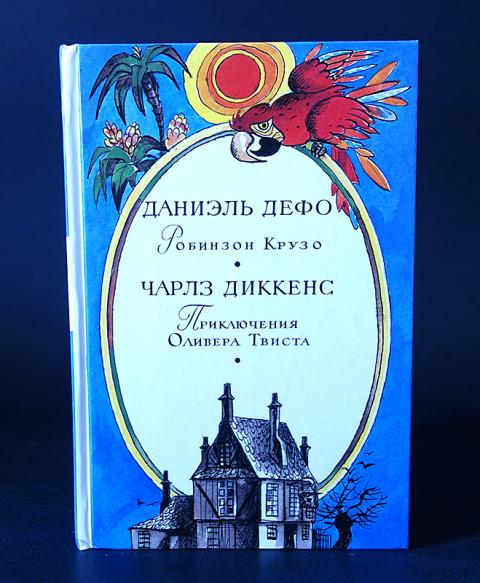 ДАНИЭЛЬ ДЕФО
РОБИНЗОН КРУЗО
•
ЧАРЛЗ ДИККЕНС
ПРИКЛЮЧЕНИЯ
ОЛИВЕРА ТВИСТА
•